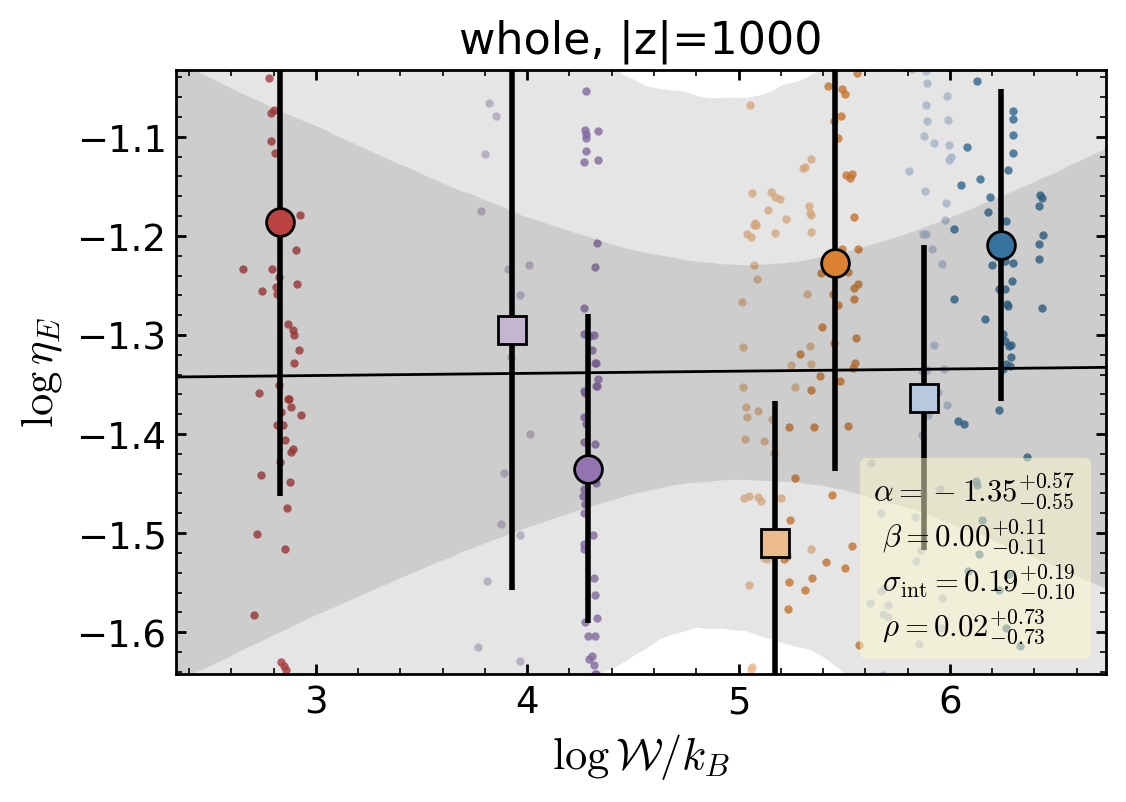 whole, |z|=1000
−1.1
−1.2
−1.3
−1.4
−1.5
−1.6
log η_E
α = −1.35^{+0.57}_{−0.55}
β = 0.00^{+0.11}_{−0.11}
σ_int = 0.19^{+0.19}_{−0.10}
ρ = 0.02^{+0.73}_{−0.73}
3 4 5 6
log 𝒲/k_B